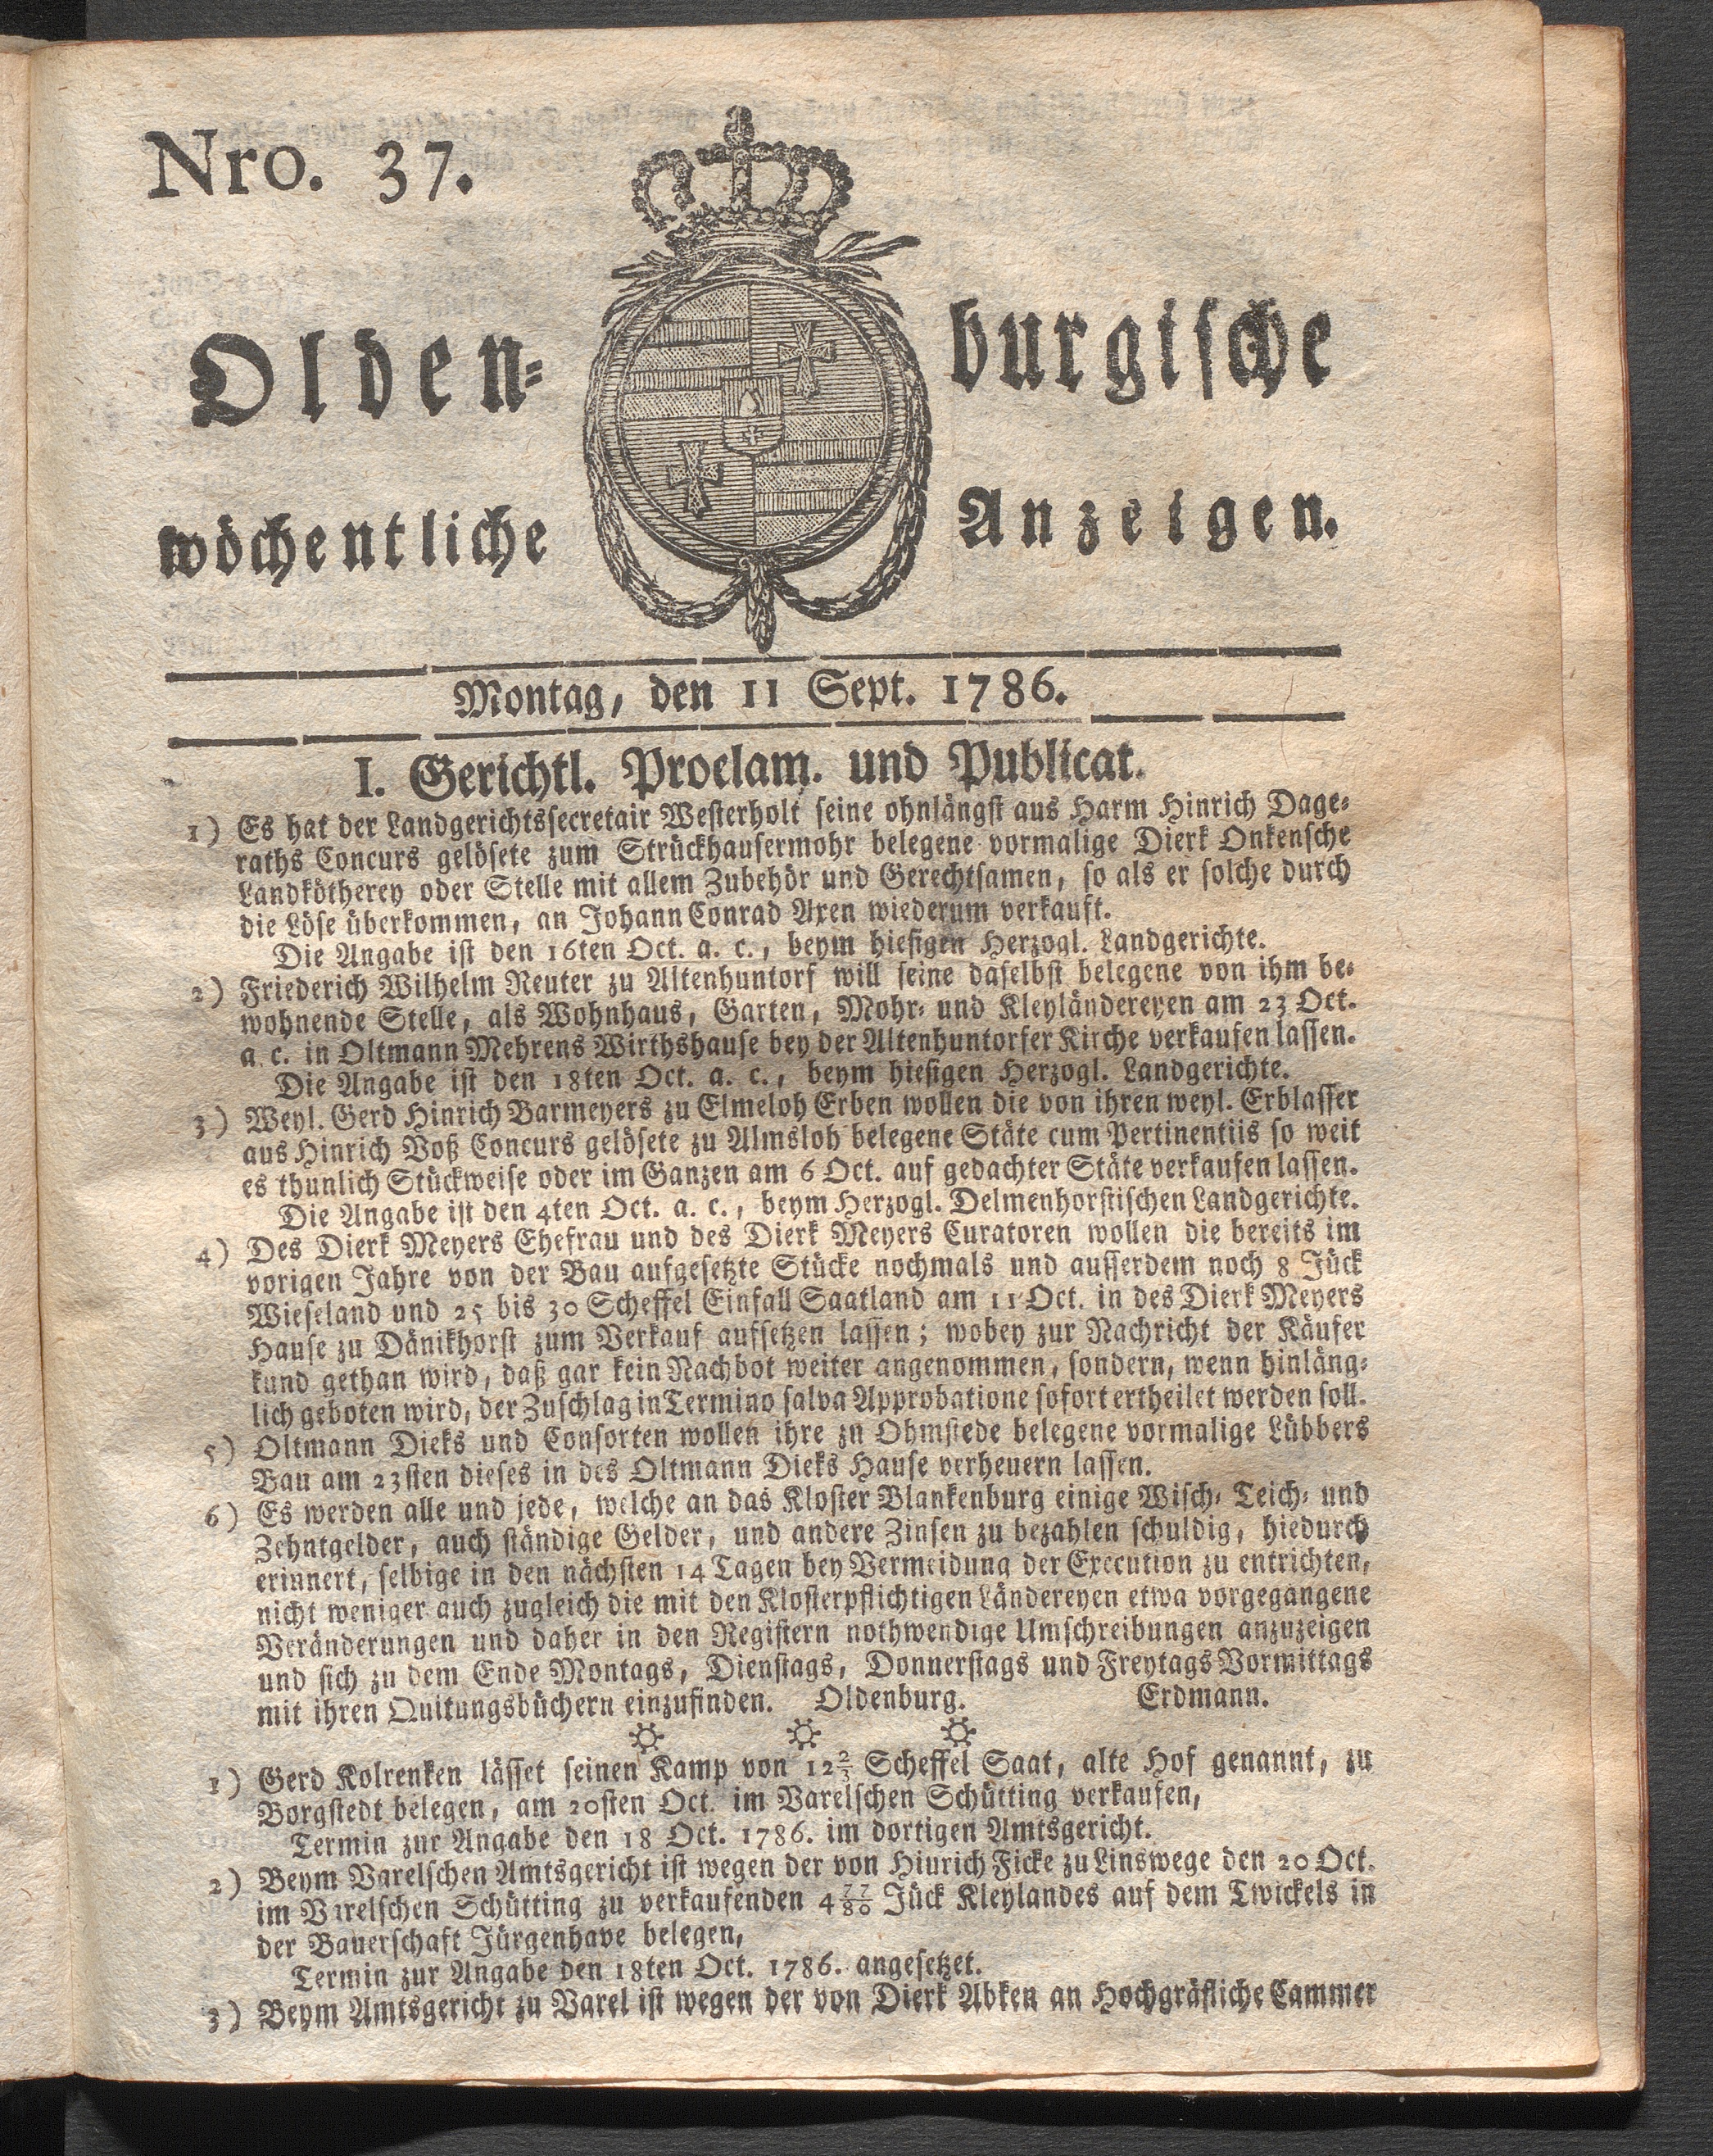 Nro. 37.
Olden-
burgische
wöchentliche
Anzeigen.
Montag, den 11 Sept. 1786.
I. Gerichtl. Proelam. und Publicat.
1) Es hat der Landgerichtssecretair Westerholt seine ohnlängst aus Harm Hinrich Dage-
raths Concurs gelösete zum Strückhausermohr belegene vormalige Dierk Onkensche
Landkötherey oder Stelle mit allem Zubehör und Gerechtsamen, so als er solche durch
die Löse überkommen, an Johann Conrad Axen wiederum verkauft.
Die Angabe ist den 16ten Oct. a. c., beym hiesigen Herzogl. Landgerichte.
2) Friederich Wilhelm Reuter zu Altenhuntorf will seine daselbst belegene von ihm be-
wohnende Stelle, als Wohnhaus, Garten, Mohr- und Kleyländereyen am 23 Oct.
a. c. in Oltmann Mehrens Wirthshause bey der Altenhuntorfer Kirche verkaufen lassen.
Die Angabe ist den 18ten Oct. a. c., beym hiesigen Herzogl. Landgerichte.
3) Weyl. Gerd Hinrich Barmeyers zu Elmeloh Erben wollen die von ihren weyl. Erblasser
aus Hinrich Voß Concurs gelösete zu Almsloh belegene Stäte cum Pertinentiis so weit
es thunlich Stückweise oder im Ganzen am 6 Oct. auf gedachter Stäte verkaufen lassen.
Die Angabe ist den 4ten Oct. a. c., beym Herzogl. Delmenhorstischen Landgerichte.
4) Des Dierk Meyers Ehefrau und des Dierk Meyers Curatoren wollen die bereits im
vorigen Jahre von der Bau aufgesetzte Stücke nochmals und ausserdem noch 8 Jück
Wieseland und 25 bis 30 Scheffel Einfall Saatland am 11 Oct. in des Dierk Meyers
Hause zu Dänikhorst zum Verkauf aufsetzen lassen; wobey zur Nachricht der Käufer
kund gethan wird, daß gar kein Nachbot weiter angenommen, sondern, wenn hinläng-
lich geboten wird, der Zuschlag in Termino salva Approbatione sofort ertheilet werden soll.
5) Oltmann Dieks und Consorten wollen ihre zu Ohmstede belegene vormalige Lübbers
Bau am 23sten dieses in des Oltmann Dieks Hause verheuern lassen.
6) Es werden alle und jede, welche an das Kloster Blankenburg einige Wisch- Teich- und
Zehntgelder, auch ständige Gelder, und andere Zinsen zu bezahlen schuldig, hiedurch
erinnert, selbige in den nächsten 14 Tagen bey Vermeidung der Execution zu entrichten,
nicht weniger auch zugleich die mit den Klosterpflichtigen Ländereyen etwa vorgegangene
Veränderungen und daher in den Registern nothwendige Umschreibungen anzuzeigen
und sich zu dem Ende Montags, Dienstags, Donnerstags und Freytags Vormittags
mit ihren Quitungsbüchern einzufinden. Oldenburg. Erdmann.
1) Gerd Kolrenken lässet seinen Kamp von 12 2/3 Scheffel Saat, alte Hof genannt, zu
Borgstedt belegen, am 20sten Oct. im Varelschen Schütting verkaufen,
Termin zur Angabe den 18 Oct. 1786. im dortigen Amtsgericht.
2) Beym Varelschen Amtsgericht ist wegen der von Hiurich Ficke zu Linswege den 20 Oct.
im Varelschen Schütting zu verkaufenden 4 77/80 Jück Kleylandes auf dem Twickels in
der Bauerschaft Jürgenhave belegen,
Termin zur Angabe den 18ten Oct. 1786. angesetzet.
3) Beym Amtsgericht zu Varel ist wegen der von Dierk Abken an Hochgräfliche Cammer